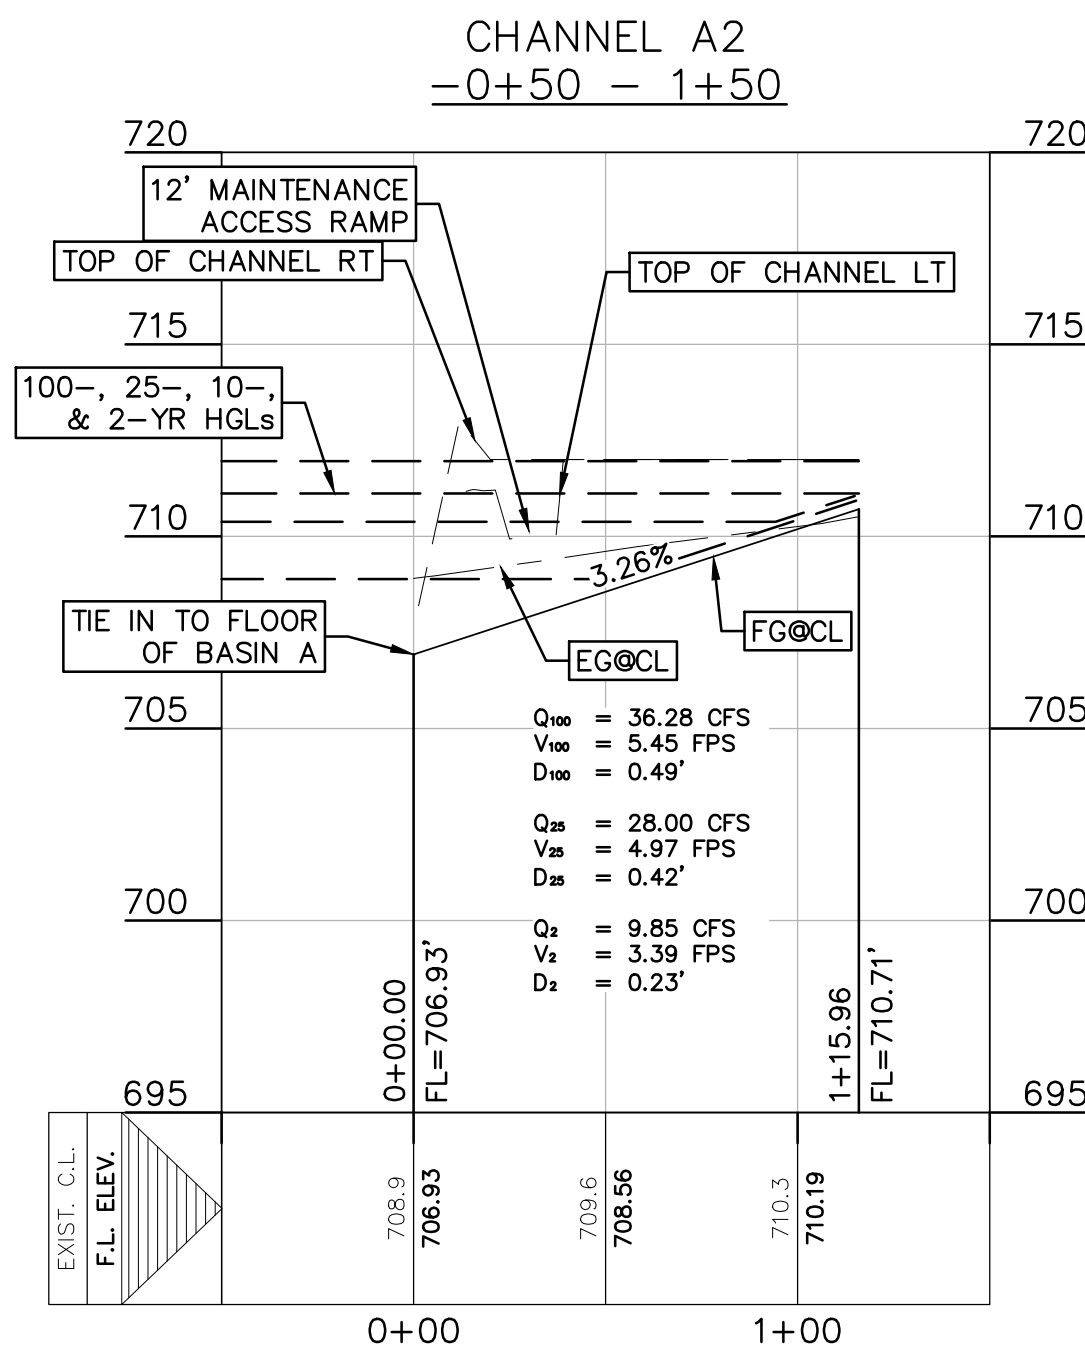 CHANNEL A2
-0+50 - 1+50
720
720
12' MAINTENANCE
ACCESS RAMP
TOP OF CHANNEL RT
TOP OF CHANNEL LT
715
715
100-, 25-, 10-,
& 2-YR HGLs
710
710
3.26%
TIE IN TO FLOOR
OF BASIN A
FG@CL
EG@CL
705
705
Q100 = 36.28 CFS
V100 = 5.45 FPS
D100 = 0.49'
Q25 = 28.00 CFS
V25 = 4.97 FPS
D25 = 0.42'
700
700
Q2 = 9.85 CFS
V2 = 3.39 FPS
D2 = 0.23'
0+00.00
FL=706.93'
1+15.96
FL=710.71'
695
695
EXIST. C.L.
F.L. ELEV.
708.9
706.93
709.6
708.56
710.3
710.19
0+00
1+00